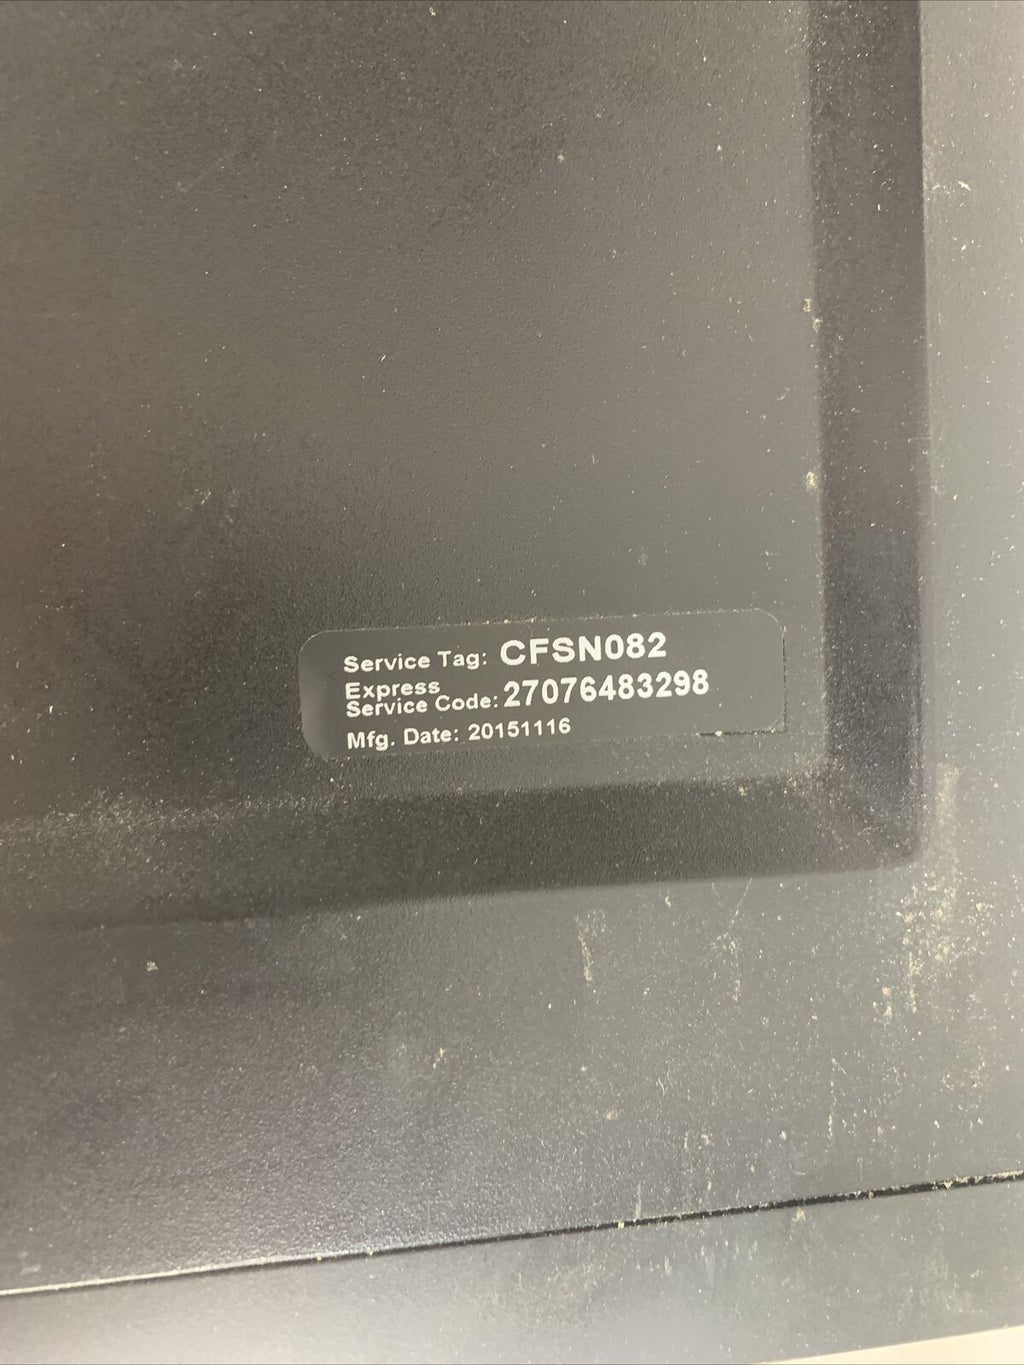 Service Tag: CFSN082
Express
Service Code: 27076483298
Mfg. Date: 20151116